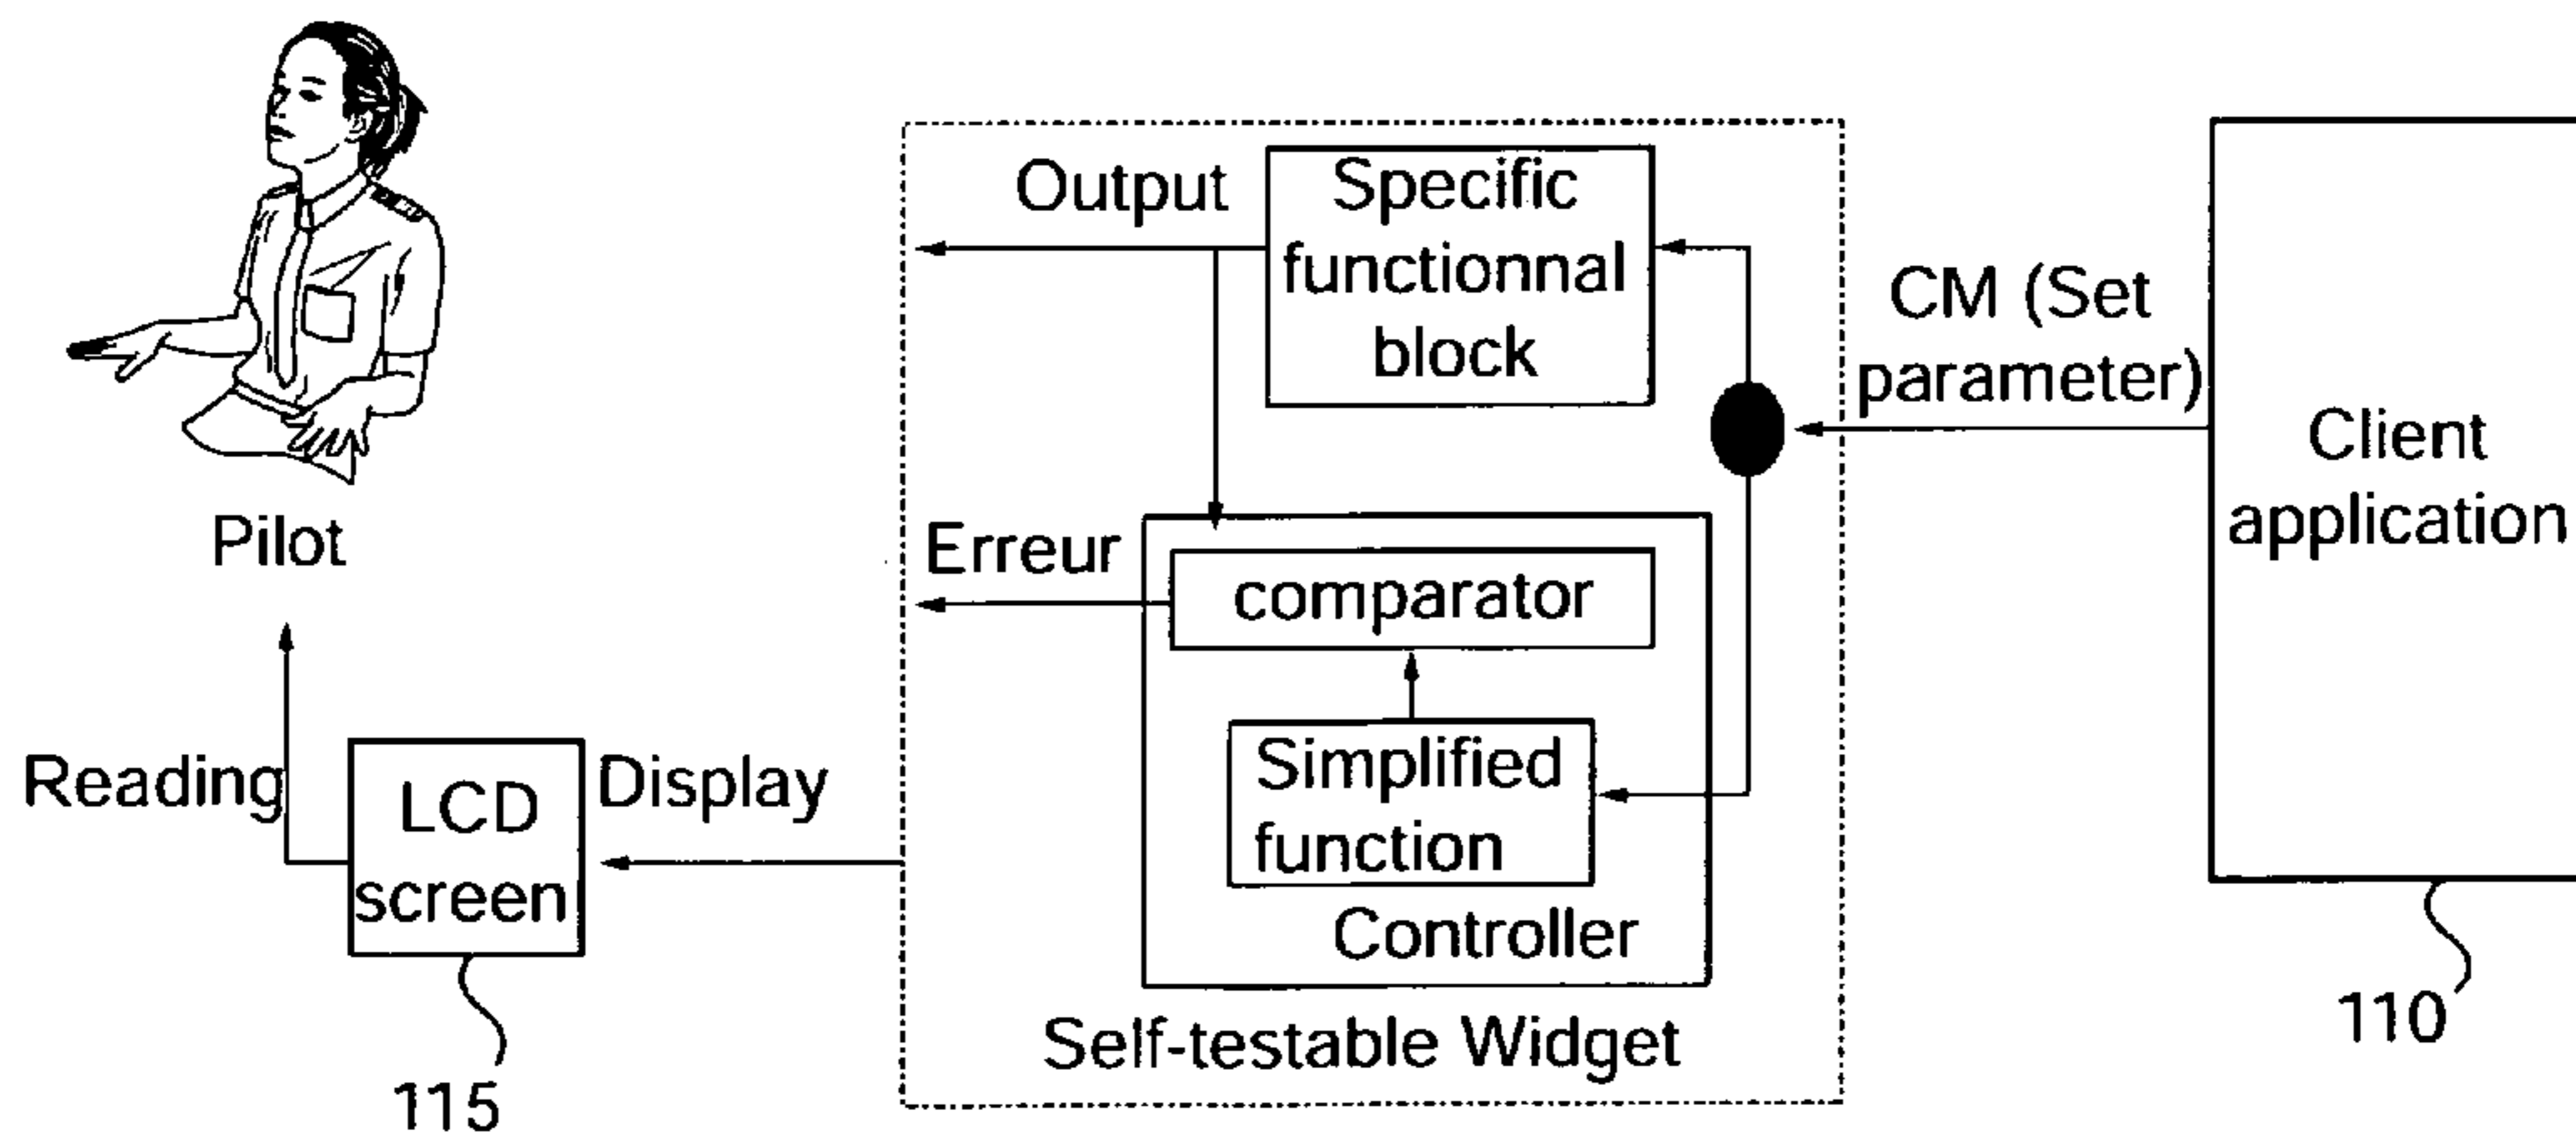 Output
Specific
functionnal
block
CM (Set
parameter)
Client
application
Pilot
Erreur
comparator
Simplified
function
Controller
Reading
LCD
screen
Display
Self-testable Widget
115
110